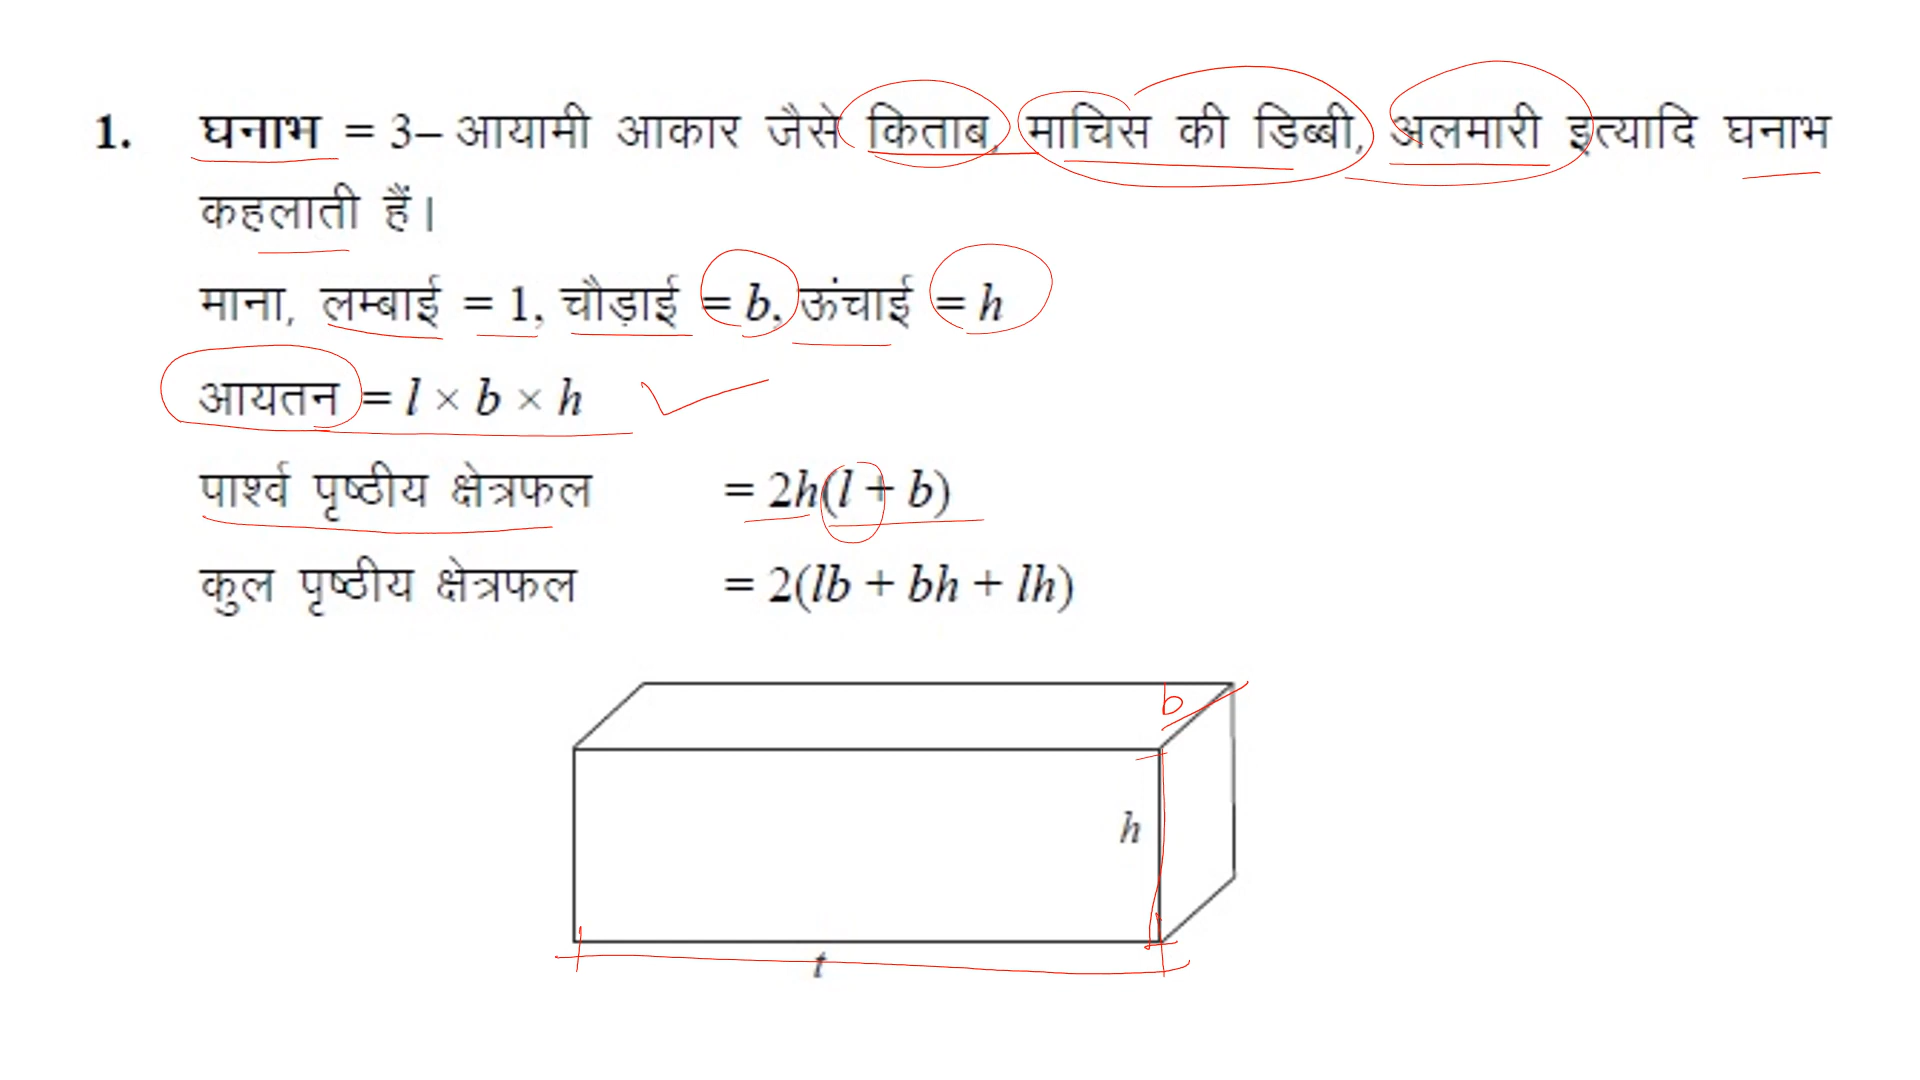 1. घनाभ = 3– आयामी आकार जैसे किताब, माचिस की डिब्बी, अलमारी इत्यादि घनाभ
कहलाती हैं।
माना, लम्बाई = 1, चौड़ाई = b, ऊंचाई = h
आयतन = l × b × h
पार्श्व पृष्ठीय क्षेत्रफल = 2h(l + b)
कुल पृष्ठीय क्षेत्रफल = 2(lb + bh + lh)
b
h
t